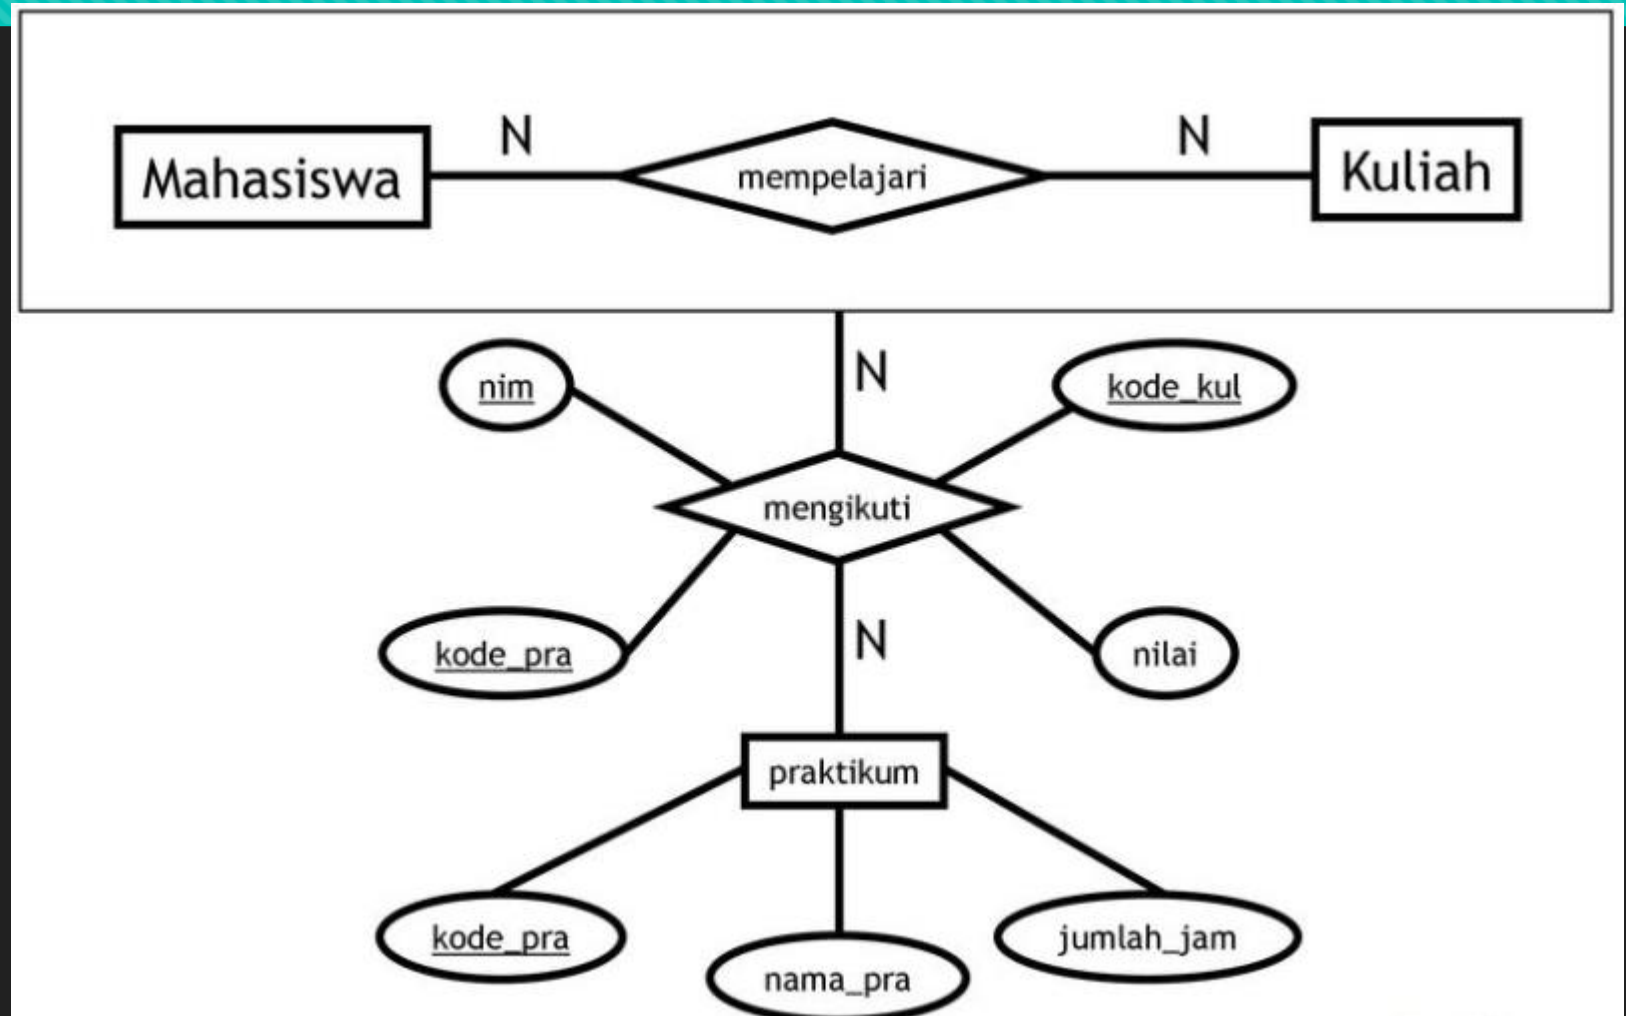 N
N
Mahasiswa
mempelajari
Kuliah
N
nim
kode_kul
mengikuti
N
kode_pra
nilai
praktikum
kode_pra
nama_pra
jumlah_jam